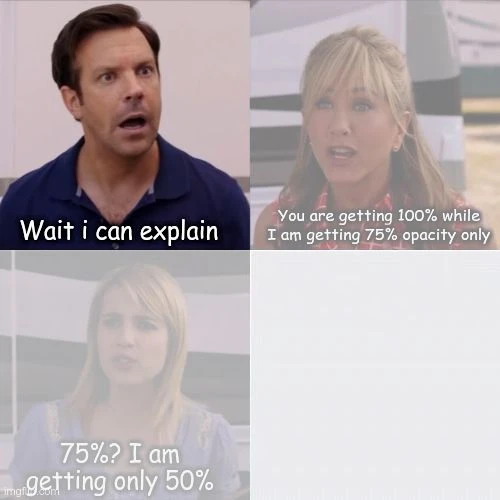 Wait i can explain
You are getting 100% while
I am getting 75% opacity only
75%? I am
getting only 50%
imgflip.com